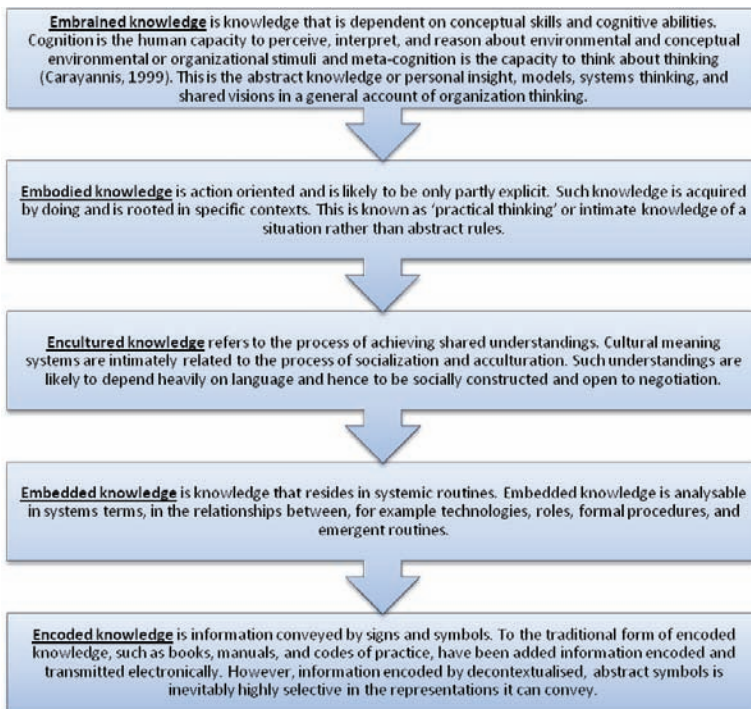 Embrained knowledge is knowledge that is dependent on conceptual skills and cognitive abilities.
Cognition is the human capacity to perceive, interpret, and reason about environmental and conceptual
environmental or organizational stimuli and meta-cognition is the capacity to think about thinking
(Carayannis, 1999). This is the abstract knowledge or personal insight, models, systems thinking, and
shared visions in a general account of organization thinking.
Embodied knowledge is action oriented and is likely to be only partly explicit. Such knowledge is acquired
by doing and is rooted in specific contexts. This is known as ‘practical thinking’ or intimate knowledge of a
situation rather than abstract rules.
Encultured knowledge refers to the process of achieving shared understandings. Cultural meaning
systems are intimately related to the process of socialization and acculturation. Such understandings are
likely to depend heavily on language and hence to be socially constructed and open to negotiation.
Embedded knowledge is knowledge that resides in systemic routines. Embedded knowledge is analysable
in systems terms, in the relationships between, for example technologies, roles, formal procedures, and
emergent routines.
Encoded knowledge is information conveyed by signs and symbols. To the traditional form of encoded
knowledge, such as books, manuals, and codes of practice, have been added information encoded and
transmitted electronically. However, information encoded by decontextualised, abstract symbols is
inevitably highly selective in the representations it can convey.